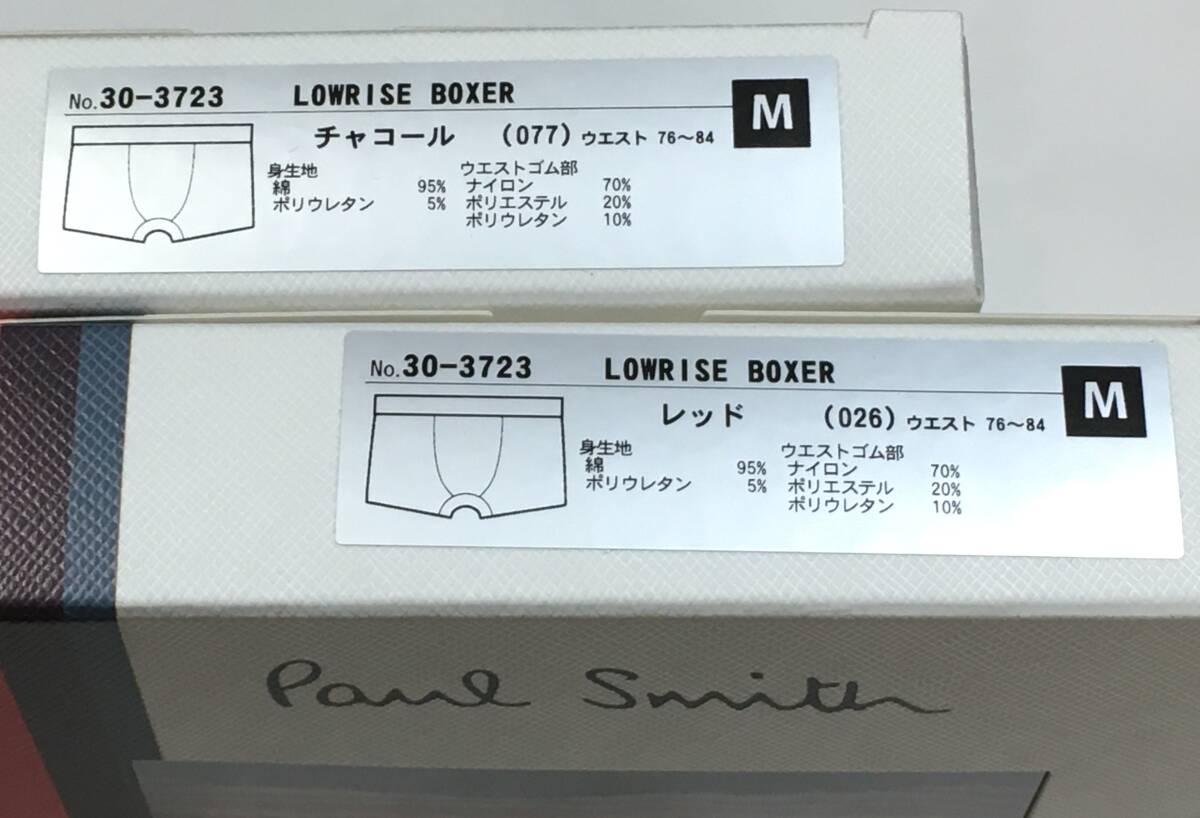 No.30-3723 LOWRISE BOXER M
チャコール (077) ウエスト 76~84
身生地 ウエストゴム部
綿 95% ナイロン 70%
ポリウレタン 5% ポリエステル 20%
ポリウレタン 10%
No.30-3723 LOWRISE BOXER M
レッド (026) ウエスト 76~84
身生地 ウエストゴム部
綿 95% ナイロン 70%
ポリウレタン 5% ポリエステル 20%
ポリウレタン 10%
Paul Smith